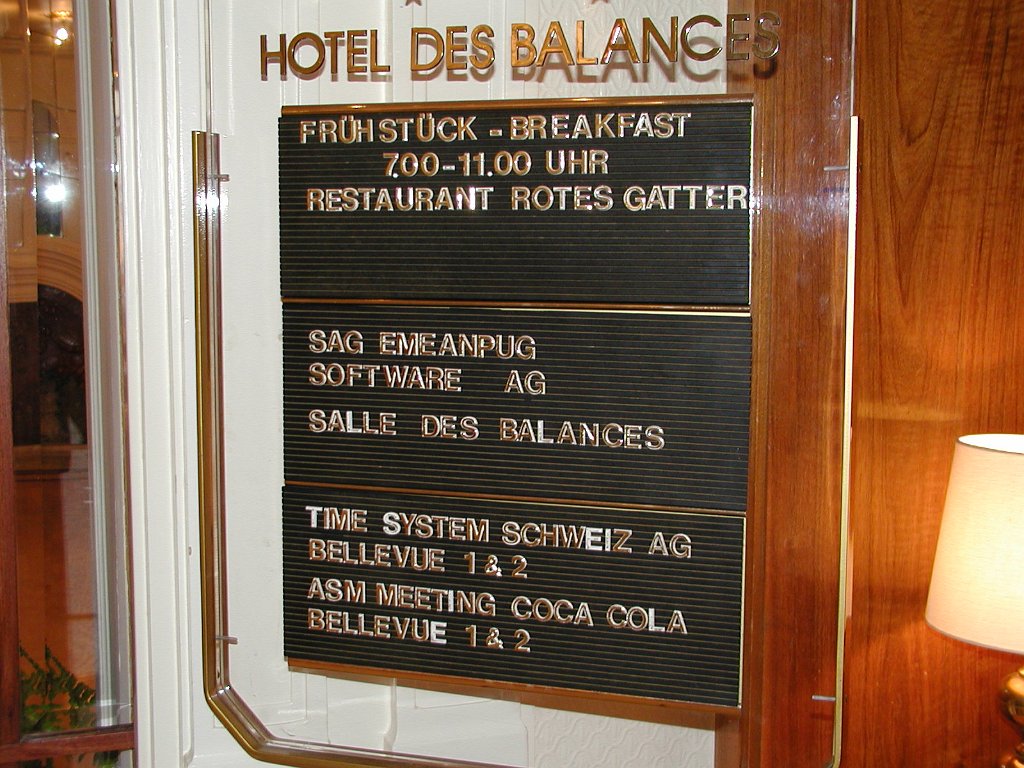 HOTEL DES BALANCES
FRÜHSTÜCK - BREAKFAST
7.00-11.00 UHR
RESTAURANT ROTES GATTER
SAG EMEANPUG
SOFTWARE AG
SALLE DES BALANCES
TIME SYSTEM SCHWEIZ AG
BELLEVUE 1 & 2
ASM MEETING COCA COLA
BELLEVUE 1 & 2